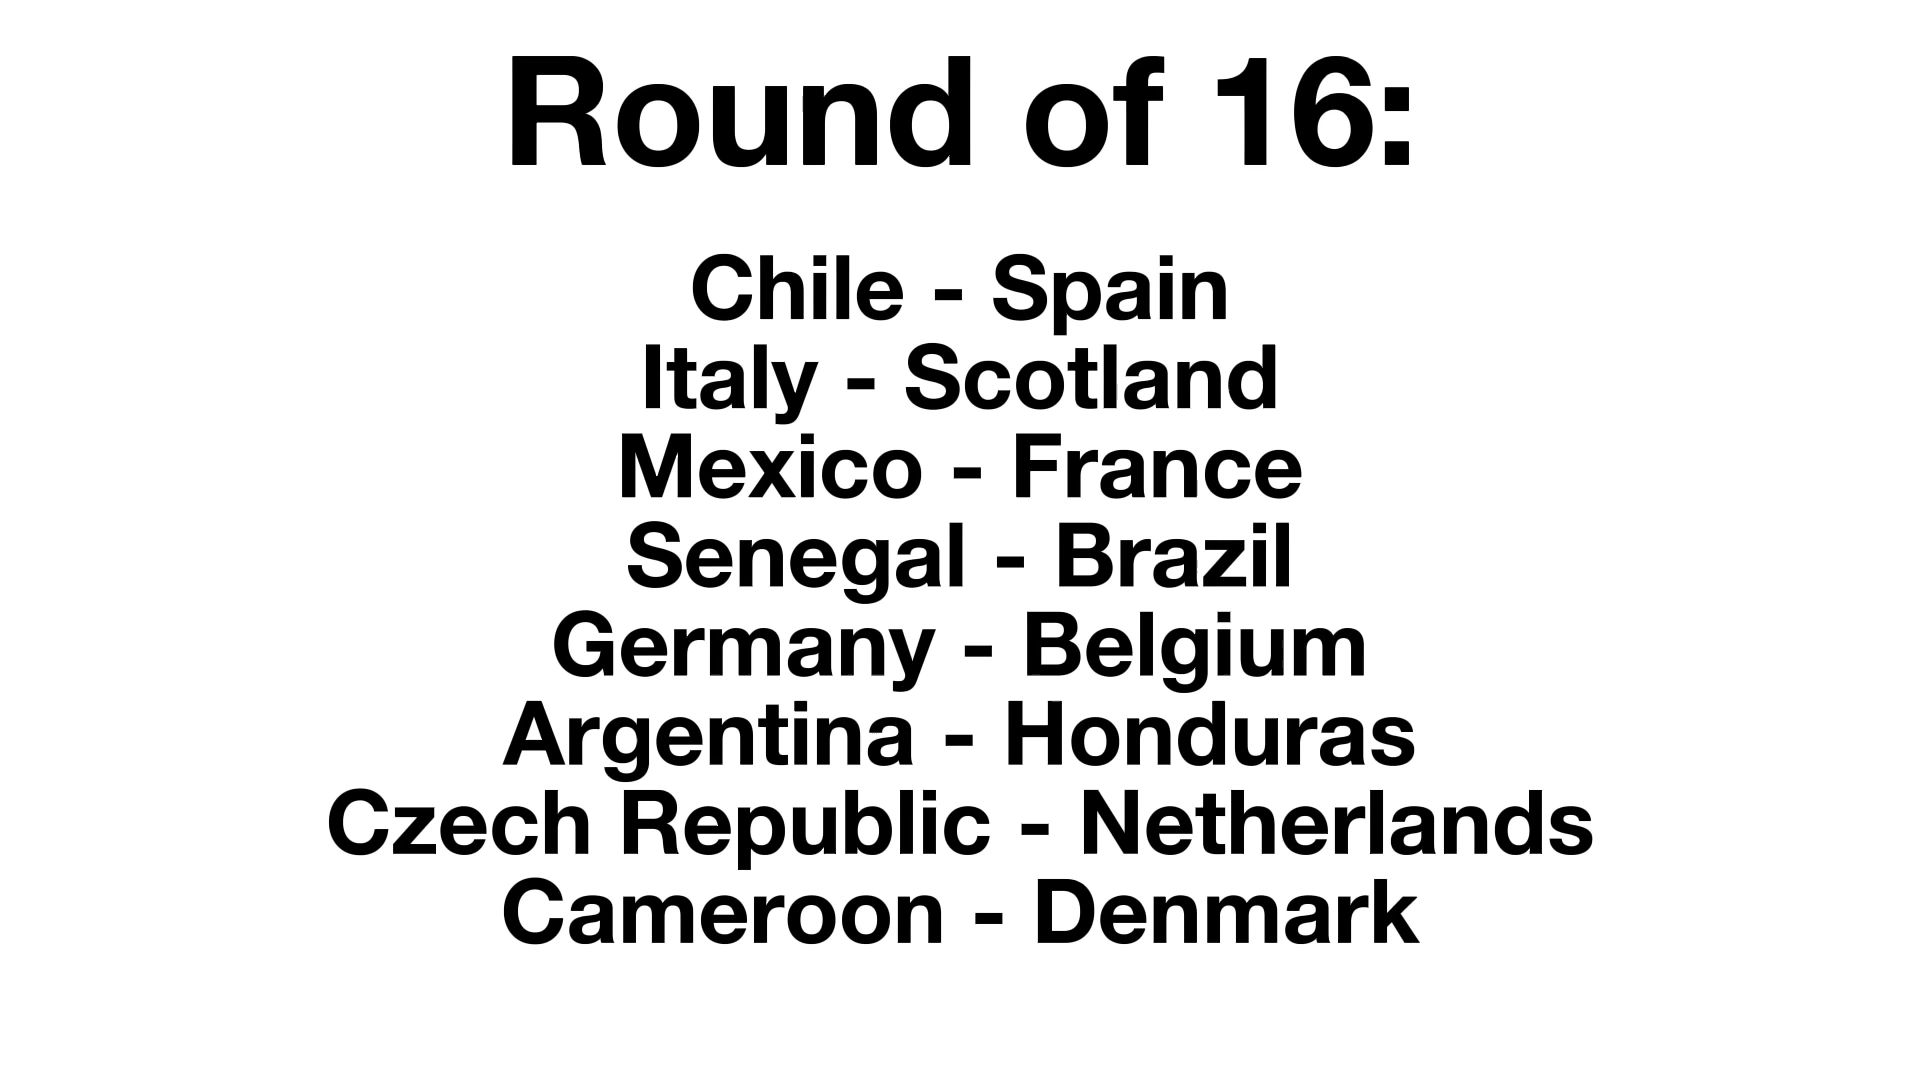 Round of 16:
Chile - Spain
Italy - Scotland
Mexico - France
Senegal - Brazil
Germany - Belgium
Argentina - Honduras
Czech Republic - Netherlands
Cameroon - Denmark